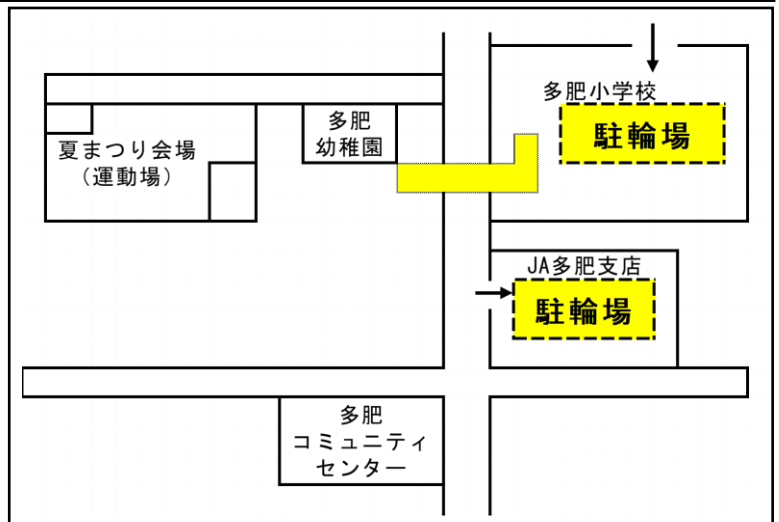 多肥小学校
駐輪場
多肥
幼稚園
夏まつり会場
(運動場)
JA多肥支店
駐輪場
多肥
コミュニティ
センター